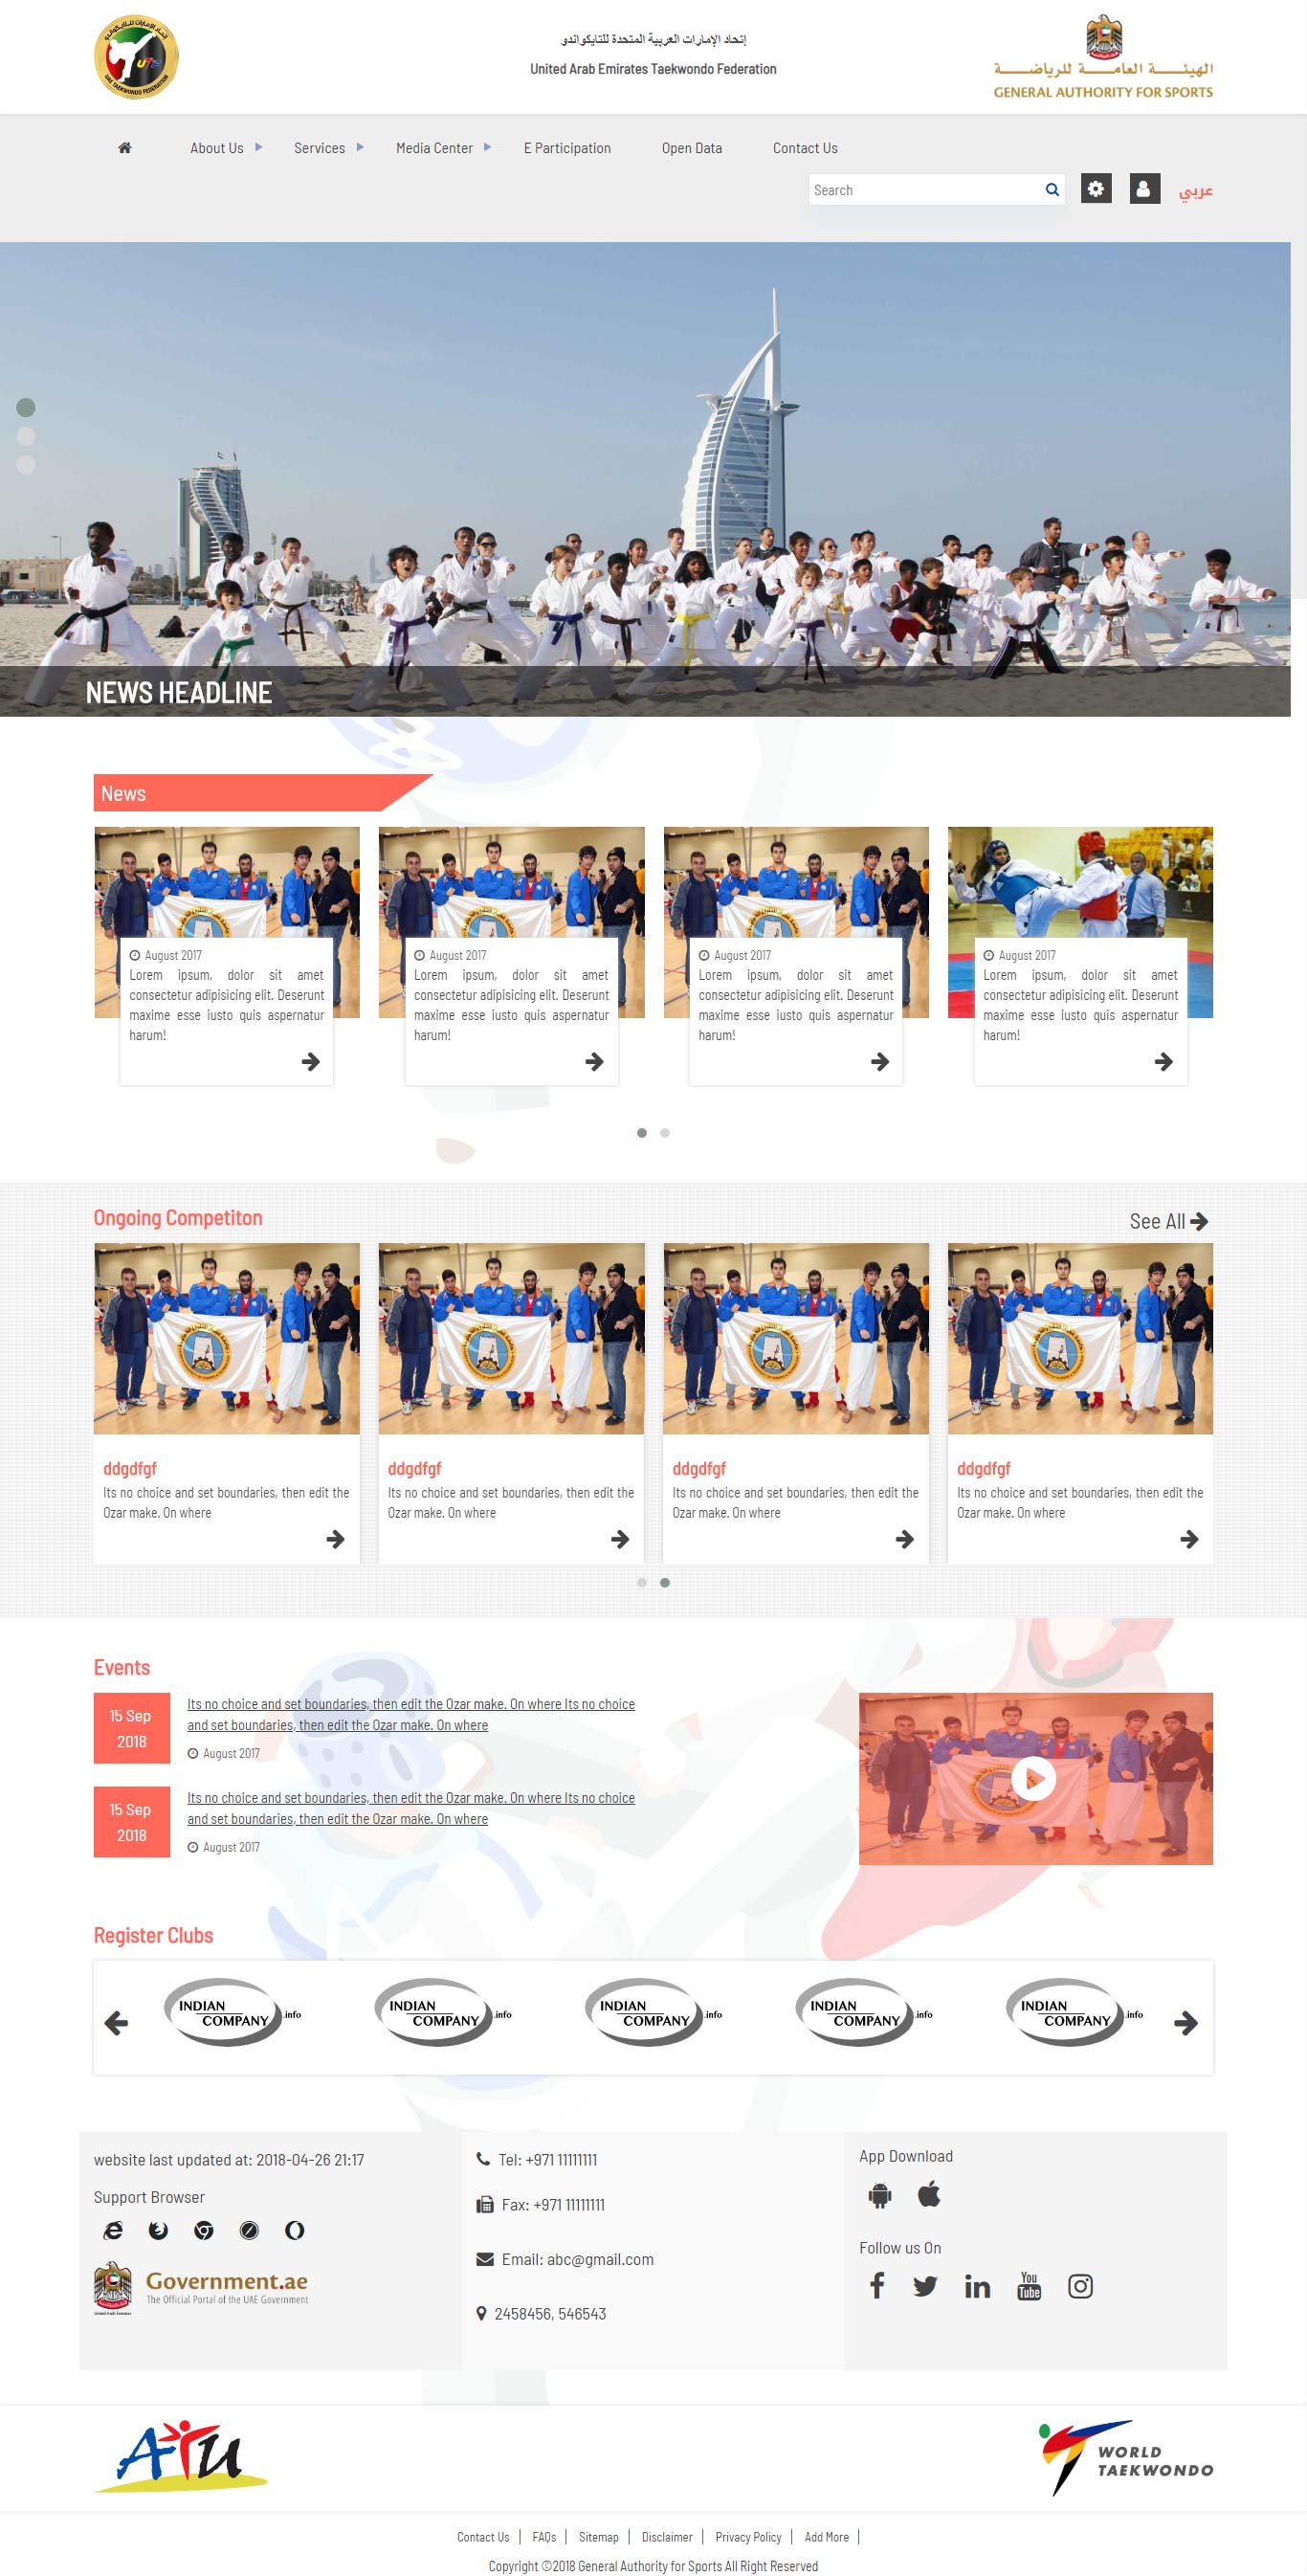 إتحاد الإمارات العربية المتحدة للتايكواندو
United Arab Emirates Taekwondo Federation
الهيئة العامة للرياضة
GENERAL AUTHORITY FOR SPORTS
UAE TAEKWONDO FEDERATION
About Us
Services
Media Center
E Participation
Open Data
Contact Us
Search
عربي
NEWS HEADLINE
News
August 2017
Lorem ipsum, dolor sit amet
consectetur adipisicing elit. Deserunt
maxime esse iusto quis aspernatur
harum!
August 2017
Lorem ipsum, dolor sit amet
consectetur adipisicing elit. Deserunt
maxime esse iusto quis aspernatur
harum!
August 2017
Lorem ipsum, dolor sit amet
consectetur adipisicing elit. Deserunt
maxime esse iusto quis aspernatur
harum!
August 2017
Lorem ipsum, dolor sit amet
consectetur adipisicing elit. Deserunt
maxime esse iusto quis aspernatur
harum!
Ongoing Competiton
See All
ddgdfgf
Its no choice and set boundaries, then edit the
Ozar make. On where
ddgdfgf
Its no choice and set boundaries, then edit the
Ozar make. On where
ddgdfgf
Its no choice and set boundaries, then edit the
Ozar make. On where
ddgdfgf
Its no choice and set boundaries, then edit the
Ozar make. On where
Events
15 Sep
2018
Its no choice and set boundaries, then edit the Ozar make. On where Its no choice
and set boundaries, then edit the Ozar make. On where
August 2017
15 Sep
2018
Its no choice and set boundaries, then edit the Ozar make. On where Its no choice
and set boundaries, then edit the Ozar make. On where
August 2017
Register Clubs
INDIAN
COMPANY .info
INDIAN
COMPANY .info
INDIAN
COMPANY .info
INDIAN
COMPANY .info
INDIAN
COMPANY .info
website last updated at: 2018-04-26 21:17
Support Browser
Government.ae
The Official Portal of the UAE Government
Tel: +971 11111111
Fax: +971 11111111
Email: abc@gmail.com
2458456, 546543
App Download
Follow us On
You
Tube
ATU
WORLD
TAEKWONDO
Contact Us | FAQs | Sitemap | Disclaimer | Privacy Policy | Add More |
Copyright ©2018 General Authority for Sports All Right Reserved